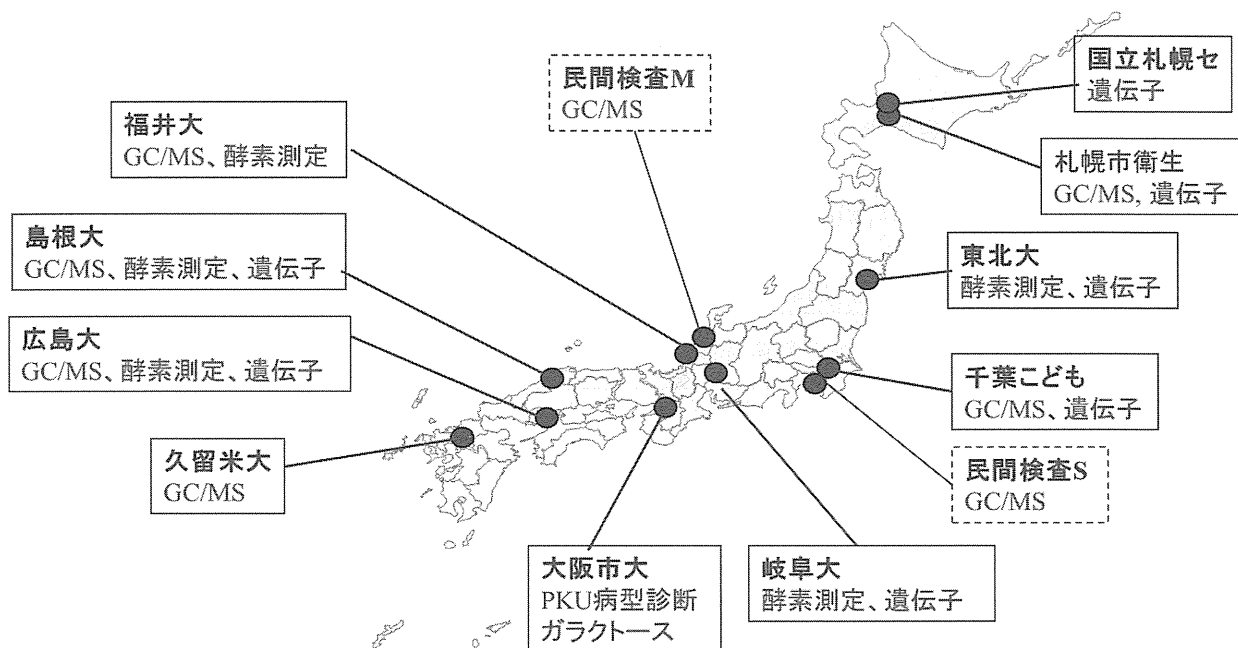 民間検査M
GC/MS
国立札幌セ
遺伝子
福井大
GC/MS、酵素測定
札幌市衛生
GC/MS, 遺伝子
島根大
GC/MS、酵素測定、遺伝子
東北大
酵素測定、遺伝子
広島大
GC/MS、酵素測定、遺伝子
千葉こども
GC/MS、遺伝子
久留米大
GC/MS
民間検査S
GC/MS
大阪市大
PKU病型診断
ガラクトース
岐阜大
酵素測定、遺伝子